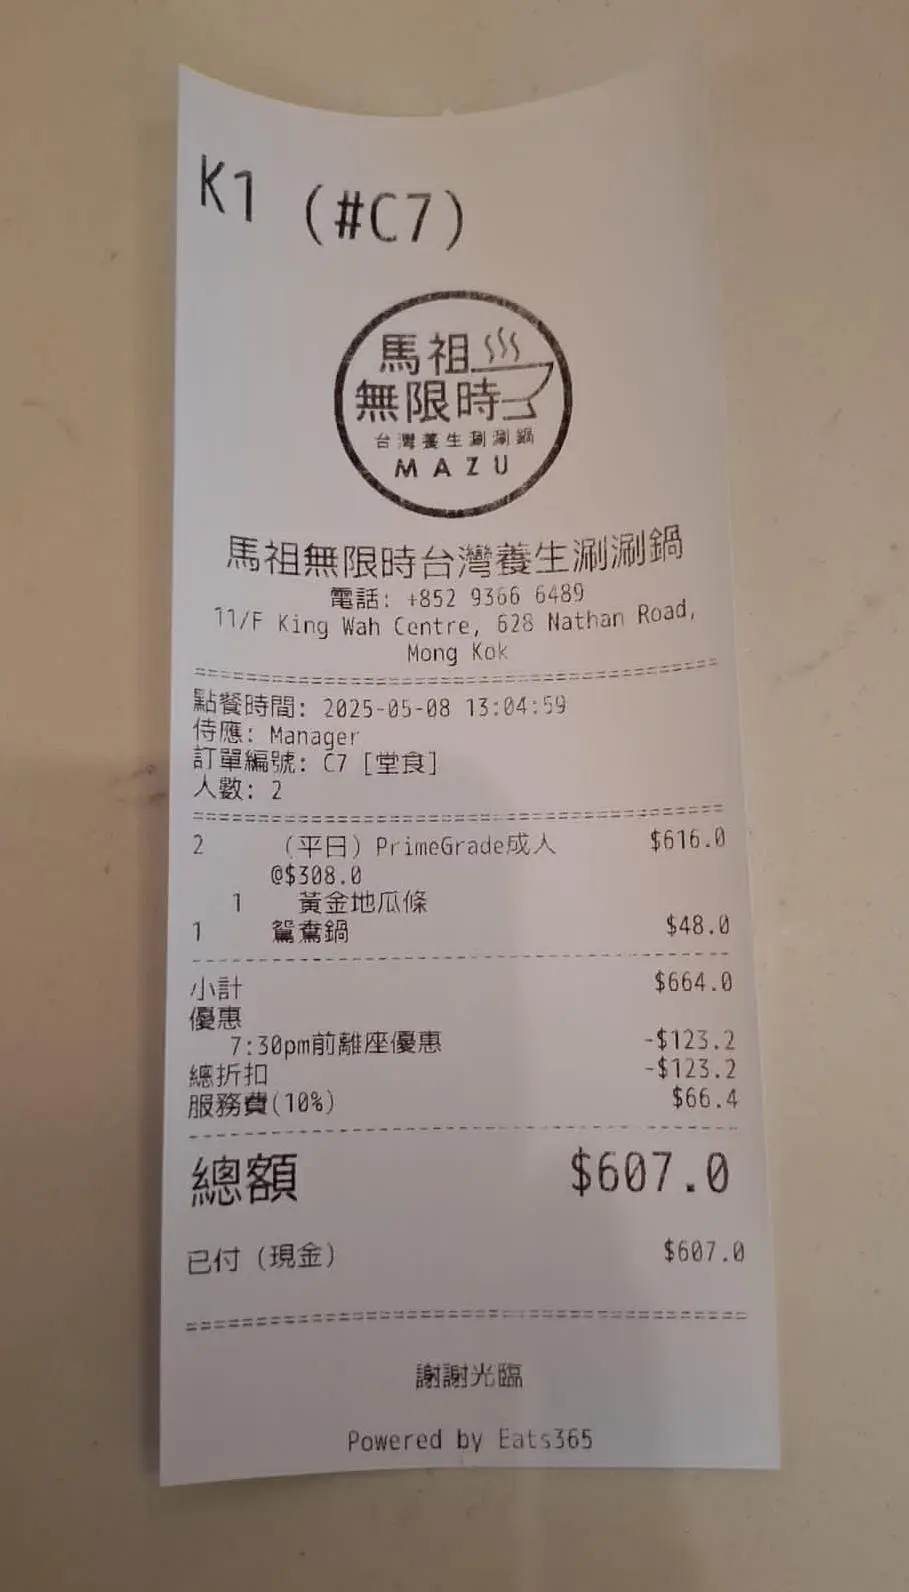 K1 (#C7)
馬祖
無限時
台灣養生涮涮鍋
MAZU
馬祖無限時台灣養生涮涮鍋
電話: +852 9366 6489
11/F King Wah Centre, 628 Nathan Road,
Mong Kok
點餐時間: 2025-05-08 13:04:59
侍應: Manager
訂單編號: C7 [堂食]
人數: 2
2 (平日) PrimeGrade成人 $616.0
@$308.0
1 黃金地瓜條
1 鴛鴦鍋 $48.0
小計 $664.0
優惠
7:30pm前離座優惠 -$123.2
總折扣 -$123.2
服務費(10%) $66.4
總額 $607.0
已付 (現金) $607.0
謝謝光臨
Powered by Eats365